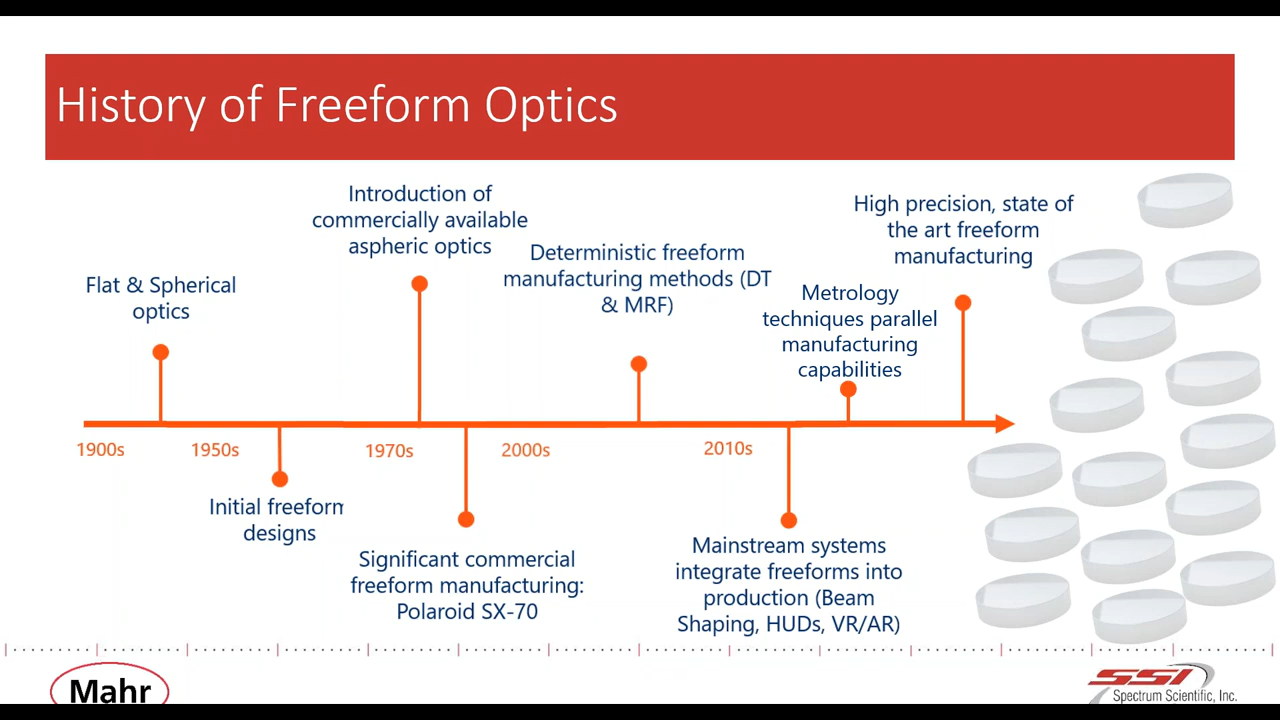 History of Freeform Optics
Introduction of
commercially available
aspheric optics
High precision, state of
the art freeform
manufacturing
Deterministic freeform
manufacturing methods (DT
& MRF)
Flat & Spherical
optics
Metrology
techniques parallel
manufacturing
capabilities
1900s
1950s
1970s
2000s
2010s
Initial freeform
designs
Significant commercial
freeform manufacturing:
Polaroid SX-70
Mainstream systems
integrate freeforms into
production (Beam
Shaping, HUDs, VR/AR)
Mahr
SSI
Spectrum Scientific, Inc.